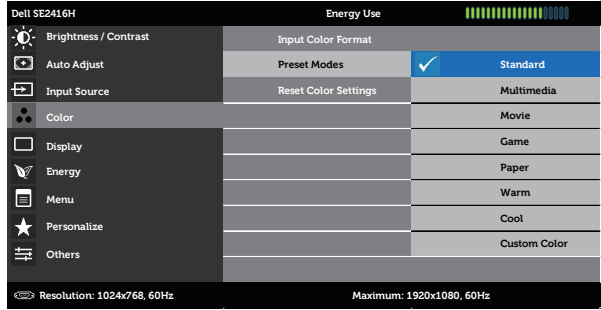 Dell SE2416H Energy Use
Brightness / Contrast
Input Color Format
Auto Adjust Preset Modes Standard
Input Source Reset Color Settings Multimedia
Color Movie
Display Game
Energy Paper
Menu Warm
Personalize Cool
Others Custom Color
Resolution: 1024x768, 60Hz Maximum: 1920x1080, 60Hz